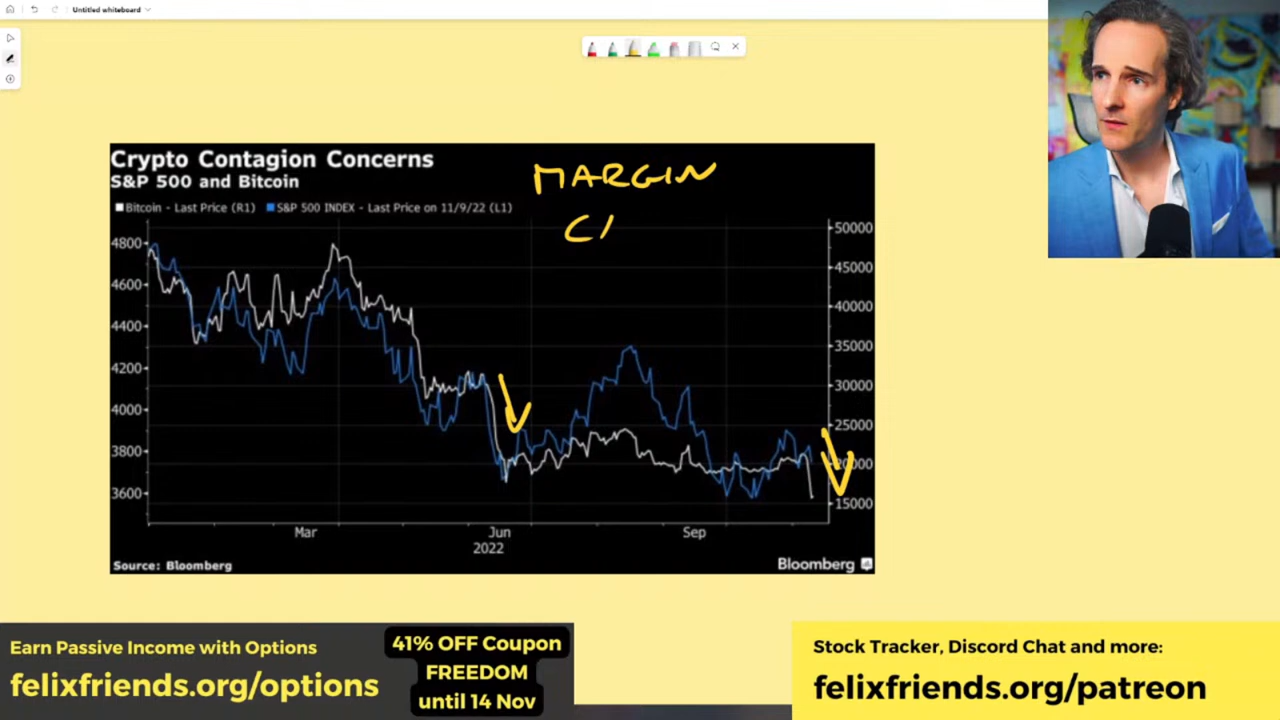 Untitled whiteboard
Crypto Contagion Concerns
S&P 500 and Bitcoin
MARGIN
Bitcoin - Last Price (R1) S&P 500 INDEX - Last Price on 11/9/22 (L1)
CA
4800
4600
4400
4200
4000
3800
3600
50000
45000
40000
35000
30000
25000
20000
15000
Mar Jun Sep
2022
Source: Bloomberg
Bloomberg
Earn Passive Income with Options
felixfriends.org/options
41% OFF Coupon
FREEDOM
until 14 Nov
Stock Tracker, Discord Chat and more:
felixfriends.org/patreon